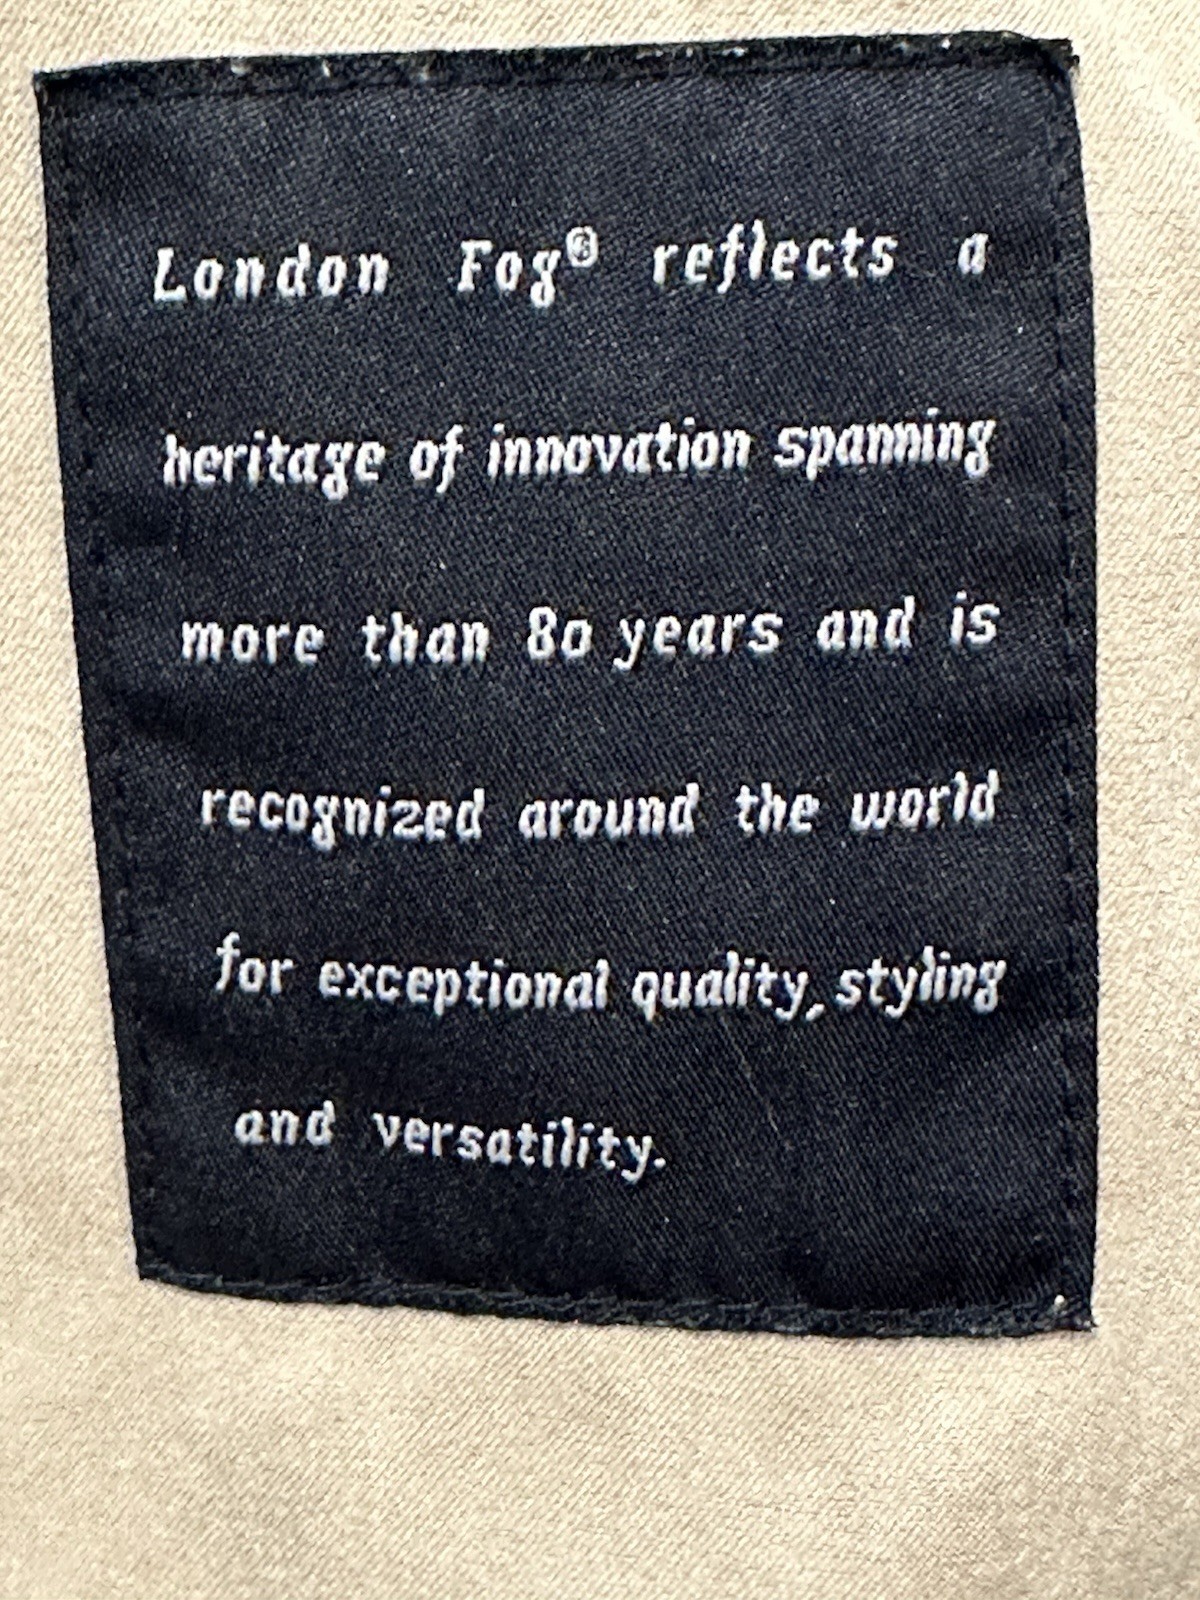 London Fog® reflects a
heritage of innovation spanning
more than 80 years and is
recognized around the world
for exceptional quality, styling
and versatility.